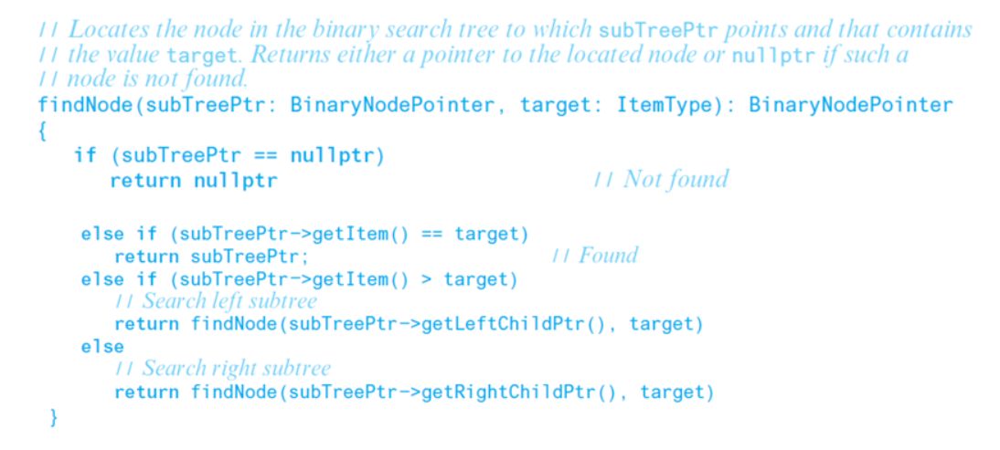 // Locates the node in the binary search tree to which subTreePtr points and that contains
// the value target. Returns either a pointer to the located node or nullptr if such a
// node is not found.
findNode(subTreePtr: BinaryNodePointer, target: ItemType): BinaryNodePointer
{
if (subTreePtr == nullptr)
return nullptr // Not found
else if (subTreePtr->getItem() == target)
return subTreePtr; // Found
else if (subTreePtr->getItem() > target)
// Search left subtree
return findNode(subTreePtr->getLeftChildPtr(), target)
else
// Search right subtree
return findNode(subTreePtr->getRightChildPtr(), target)
}